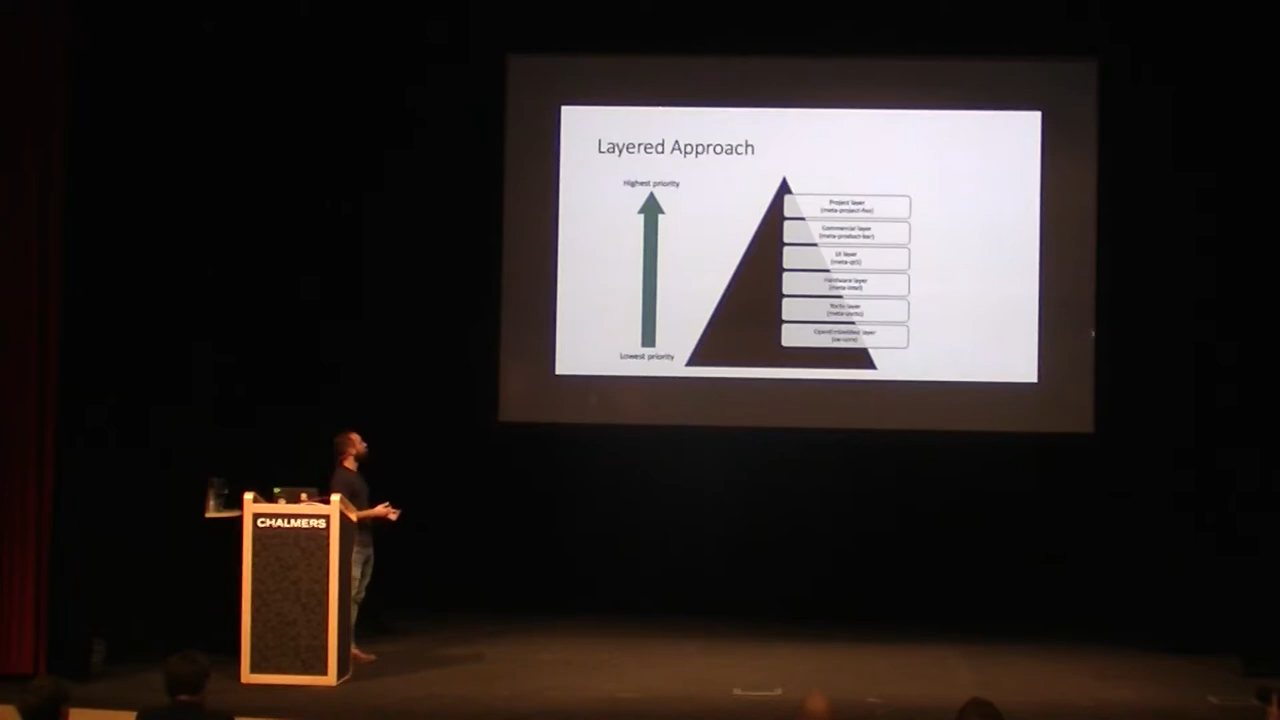 Layered Approach
Highest priority
Project layer
(meta-project-foo)
Commercial layer
(meta-product-bar)
UI layer
(meta-qt5)
Hardware layer
(meta-intel)
Yocto layer
(meta-yocto)
OpenEmbedded layer
(oe-core)
Lowest priority
CHALMERS